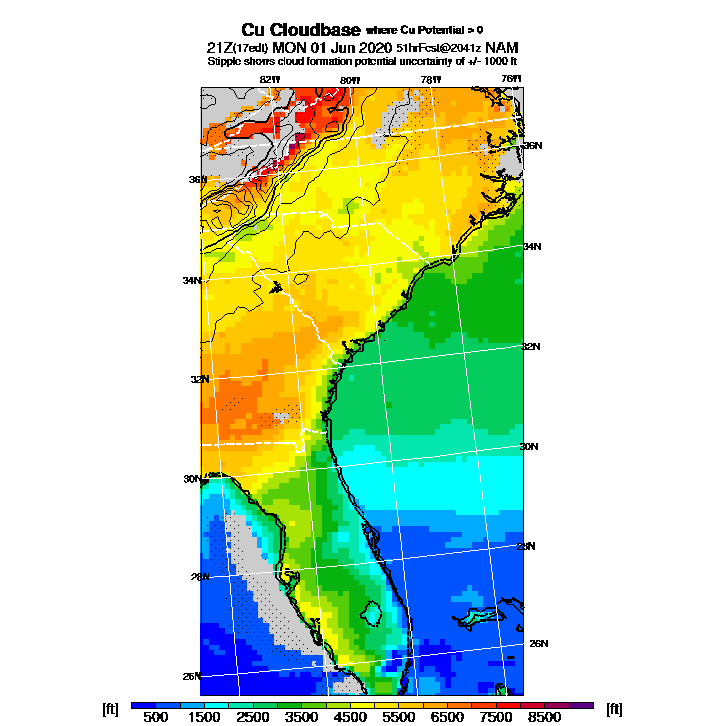 Cu Cloudbase where Cu Potential > 0
21Z(17edt) MON 01 Jun 2020 51hrFcst@2041z NAM
Stipple shows cloud formation potential uncertainty of +/- 1000 ft
82W 80W 78W 76W
36N
36N
34N
34N
32N
32N
30N
30N
28N
28N
26N
26N
[ft] 500 1500 2500 3500 4500 5500 6500 7500 8500 [ft]